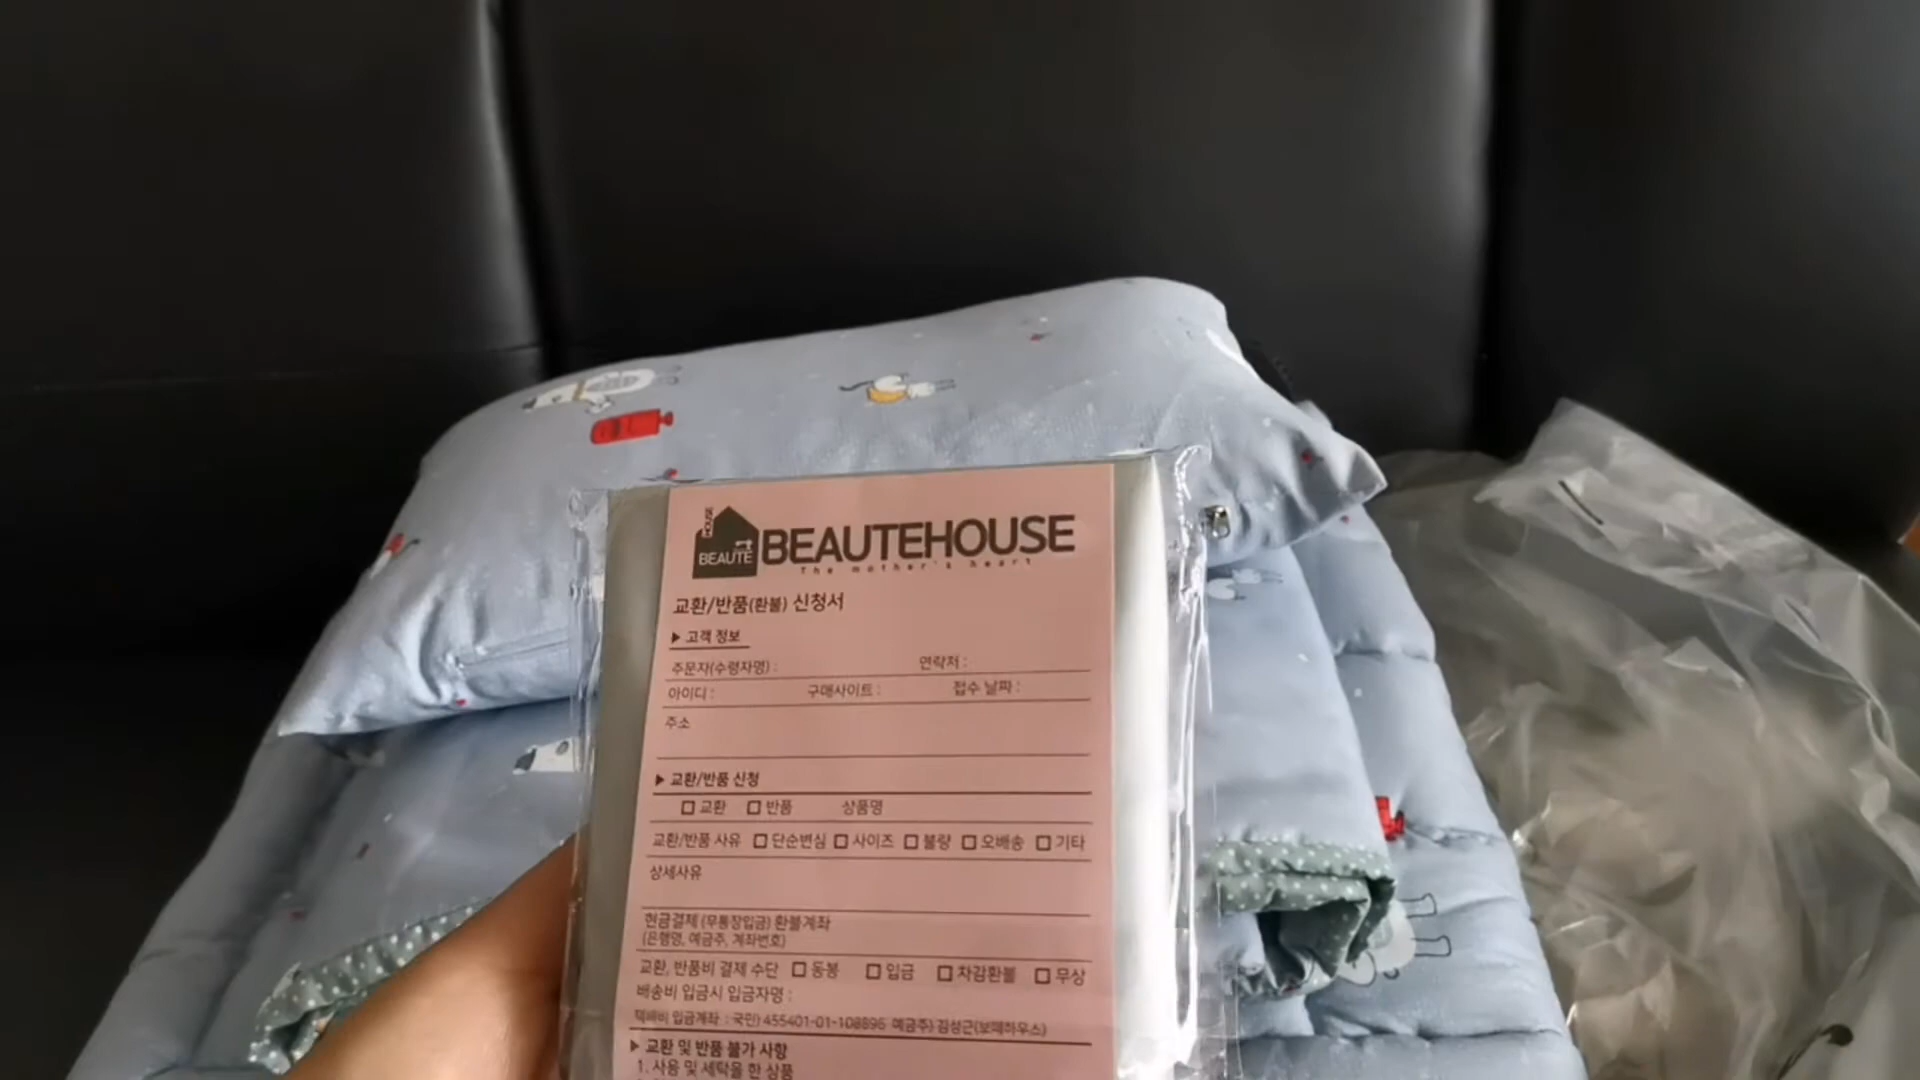 HOUSE
BEAUTE
BEAUTEHOUSE
The mother's heart
교환/반품(환불) 신청서
▶ 고객 정보
주문자(수령자명) : 연락처 :
아이디 : 구매사이트 : 접수 날짜 :
주소
▶ 교환/반품 신청
□ 교환 □ 반품 상품명
교환/반품 사유 □ 단순변심 □ 사이즈 □ 불량 □ 오배송 □ 기타
상세사유
현금결제 (무통장입금) 환불계좌
(은행명, 예금주, 계좌번호)
교환, 반품비 결제 수단 □ 동봉 □ 입금 □ 차감환불 □ 무상
배송비 입금시 입금자명 :
택배비 입금계좌 : 국민) 455401-01-108896 예금주) 김성근(보떼하우스)
▶ 교환 및 반품 불가 사항
1. 사용 및 세탁을 한 상품